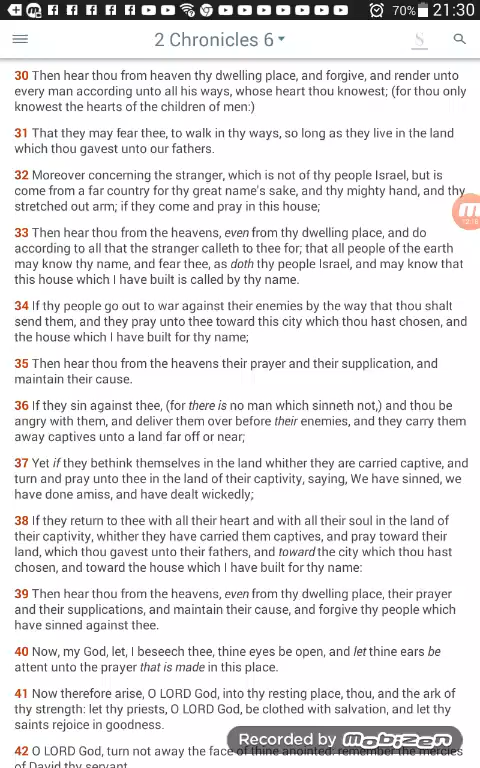 70% 21:30
2 Chronicles 6
S
30 Then hear thou from heaven thy dwelling place, and forgive, and render unto
every man according unto all his ways, whose heart thou knowest; (for thou only
knowest the hearts of the children of men:)
31 That they may fear thee, to walk in thy ways, so long as they live in the land
which thou gavest unto our fathers.
32 Moreover concerning the stranger, which is not of thy people Israel, but is
come from a far country for thy great name's sake, and thy mighty hand, and thy
stretched out arm; if they come and pray in this house;
33 Then hear thou from the heavens, even from thy dwelling place, and do
according to all that the stranger calleth to thee for; that all people of the earth
may know thy name, and fear thee, as doth thy people Israel, and may know that
this house which I have built is called by thy name.
34 If thy people go out to war against their enemies by the way that thou shalt
send them, and they pray unto thee toward this city which thou hast chosen, and
the house which I have built for thy name;
35 Then hear thou from the heavens their prayer and their supplication, and
maintain their cause.
36 If they sin against thee, (for there is no man which sinneth not,) and thou be
angry with them, and deliver them over before their enemies, and they carry them
away captives unto a land far off or near;
37 Yet if they bethink themselves in the land whither they are carried captive, and
turn and pray unto thee in the land of their captivity, saying, We have sinned, we
have done amiss, and have dealt wickedly;
38 If they return to thee with all their heart and with all their soul in the land of
their captivity, whither they have carried them captives, and pray toward their
land, which thou gavest unto their fathers, and toward the city which thou hast
chosen, and toward the house which I have built for thy name:
39 Then hear thou from the heavens, even from thy dwelling place, their prayer
and their supplications, and maintain their cause, and forgive thy people which
have sinned against thee.
40 Now, my God, let, I beseech thee, thine eyes be open, and let thine ears be
attent unto the prayer that is made in this place.
41 Now therefore arise, O LORD God, into thy resting place, thou, and the ark of
thy strength: let thy priests, O LORD God, be clothed with salvation, and let thy
saints rejoice in goodness.
Recorded by Mobizen
42 O LORD God, turn not away the face of thine anointed: remember the mercies
of David thy servant.